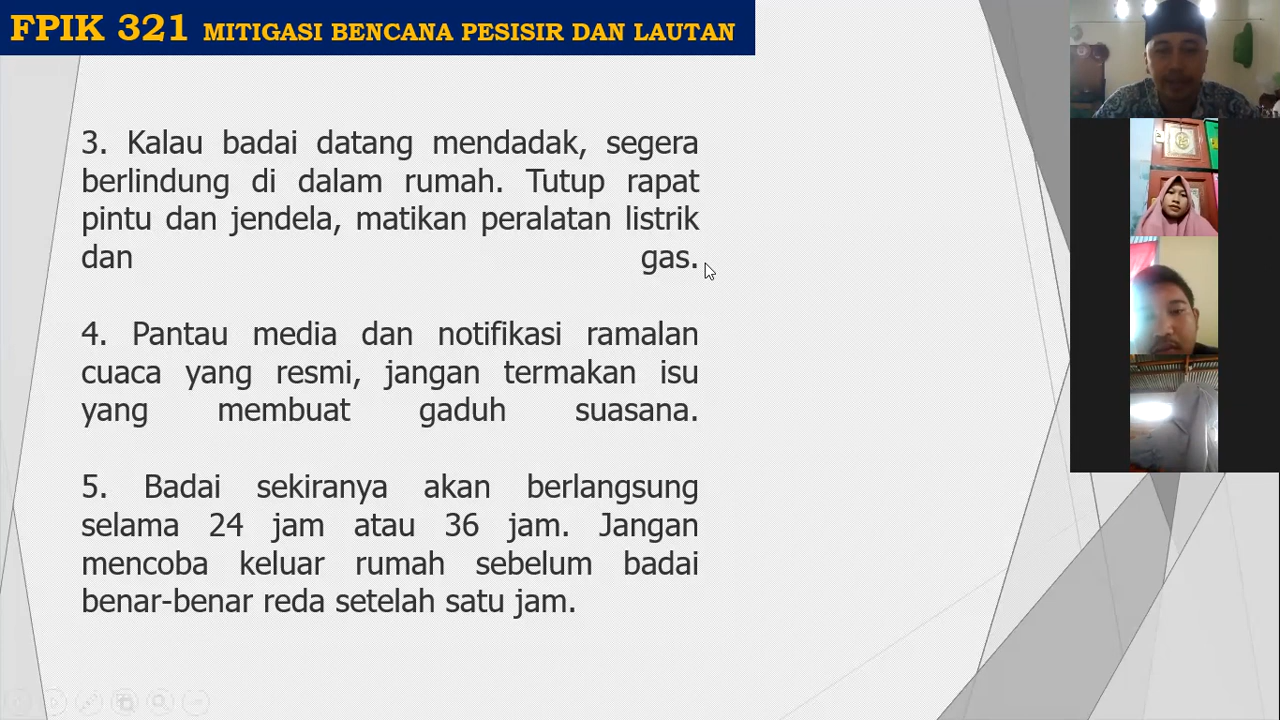 FPIK 321 MITIGASI BENCANA PESISIR DAN LAUTAN
3. Kalau badai datang mendadak, segera
berlindung di dalam rumah. Tutup rapat
pintu dan jendela, matikan peralatan listrik
dan gas.
4. Pantau media dan notifikasi ramalan
cuaca yang resmi, jangan termakan isu
yang membuat gaduh suasana.
5. Badai sekiranya akan berlangsung
selama 24 jam atau 36 jam. Jangan
mencoba keluar rumah sebelum badai
benar-benar reda setelah satu jam.